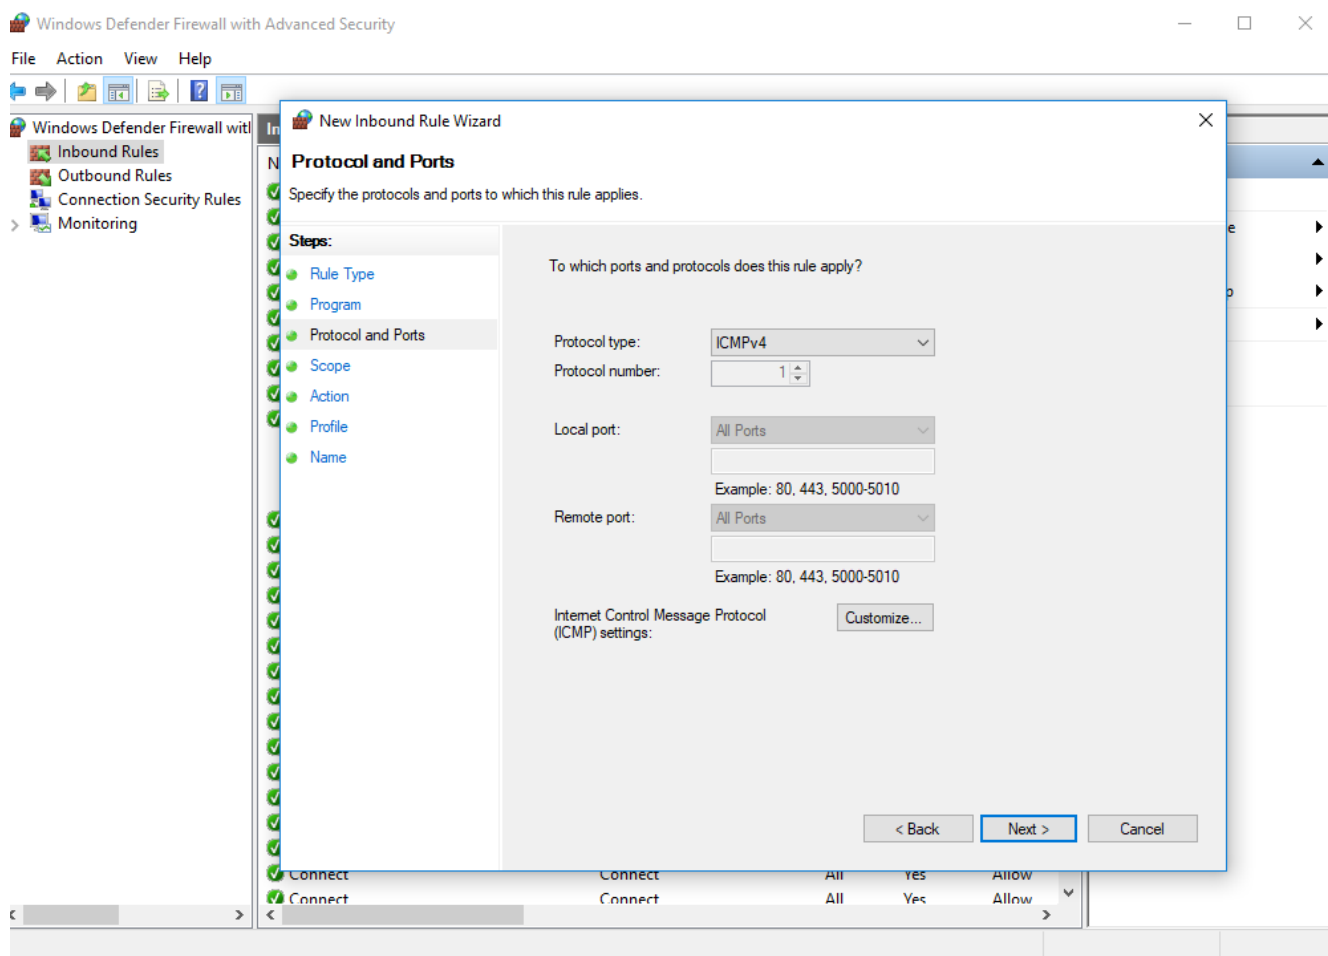 Windows Defender Firewall with Advanced Security
File Action View Help
Windows Defender Firewall witl
Inbound Rules
Outbound Rules
Connection Security Rules
Monitoring
In
N
New Inbound Rule Wizard
Protocol and Ports
Specify the protocols and ports to which this rule applies.
Steps:
Rule Type
Program
Protocol and Ports
Scope
Action
Profile
Name
To which ports and protocols does this rule apply?
Protocol type: ICMPv4
Protocol number: 1
Local port: All Ports
Example: 80, 443, 5000-5010
Remote port: All Ports
Example: 80, 443, 5000-5010
Internet Control Message Protocol
(ICMP) settings:
Customize...
< Back Next > Cancel
e
Connect Connect All Yes Allow
Connect Connect All Yes Allow